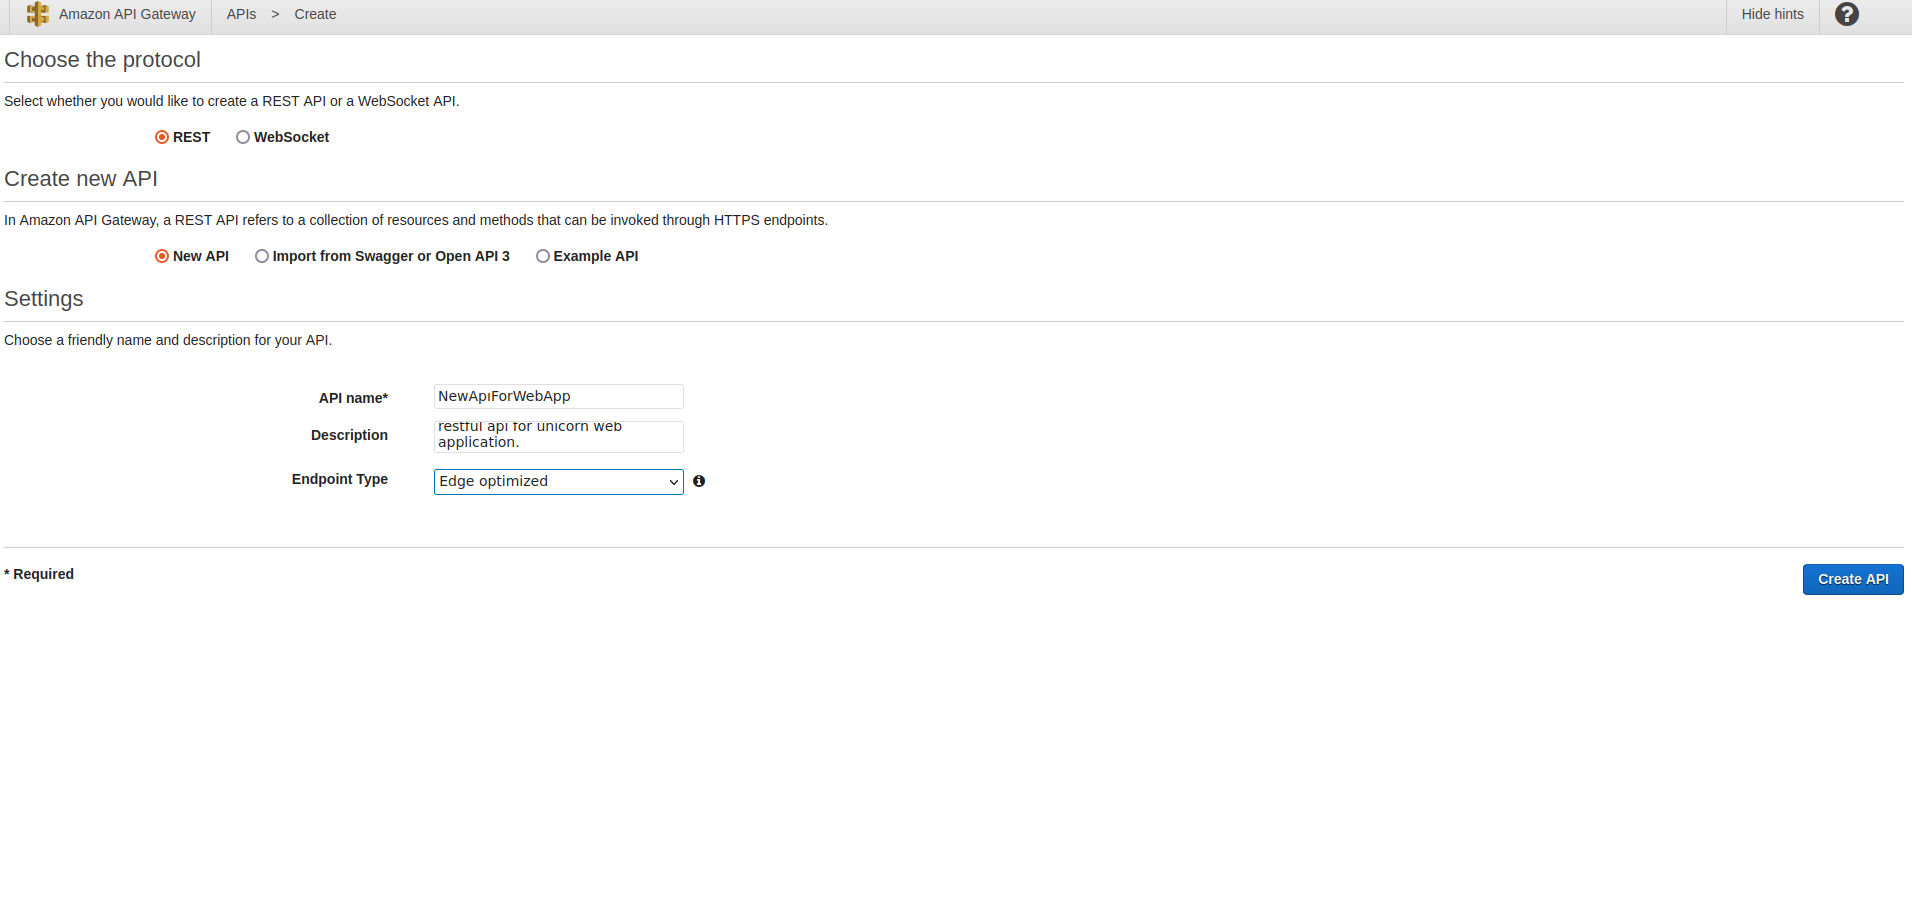 Amazon API Gateway APIs > Create Hide hints ?
Choose the protocol
Select whether you would like to create a REST API or a WebSocket API.
REST WebSocket
Create new API
In Amazon API Gateway, a REST API refers to a collection of resources and methods that can be invoked through HTTPS endpoints.
New API Import from Swagger or Open API 3 Example API
Settings
Choose a friendly name and description for your API.
API name* NewApiForWebApp
Description restful api for unicorn web
application.
Endpoint Type Edge optimized
* Required
Create API